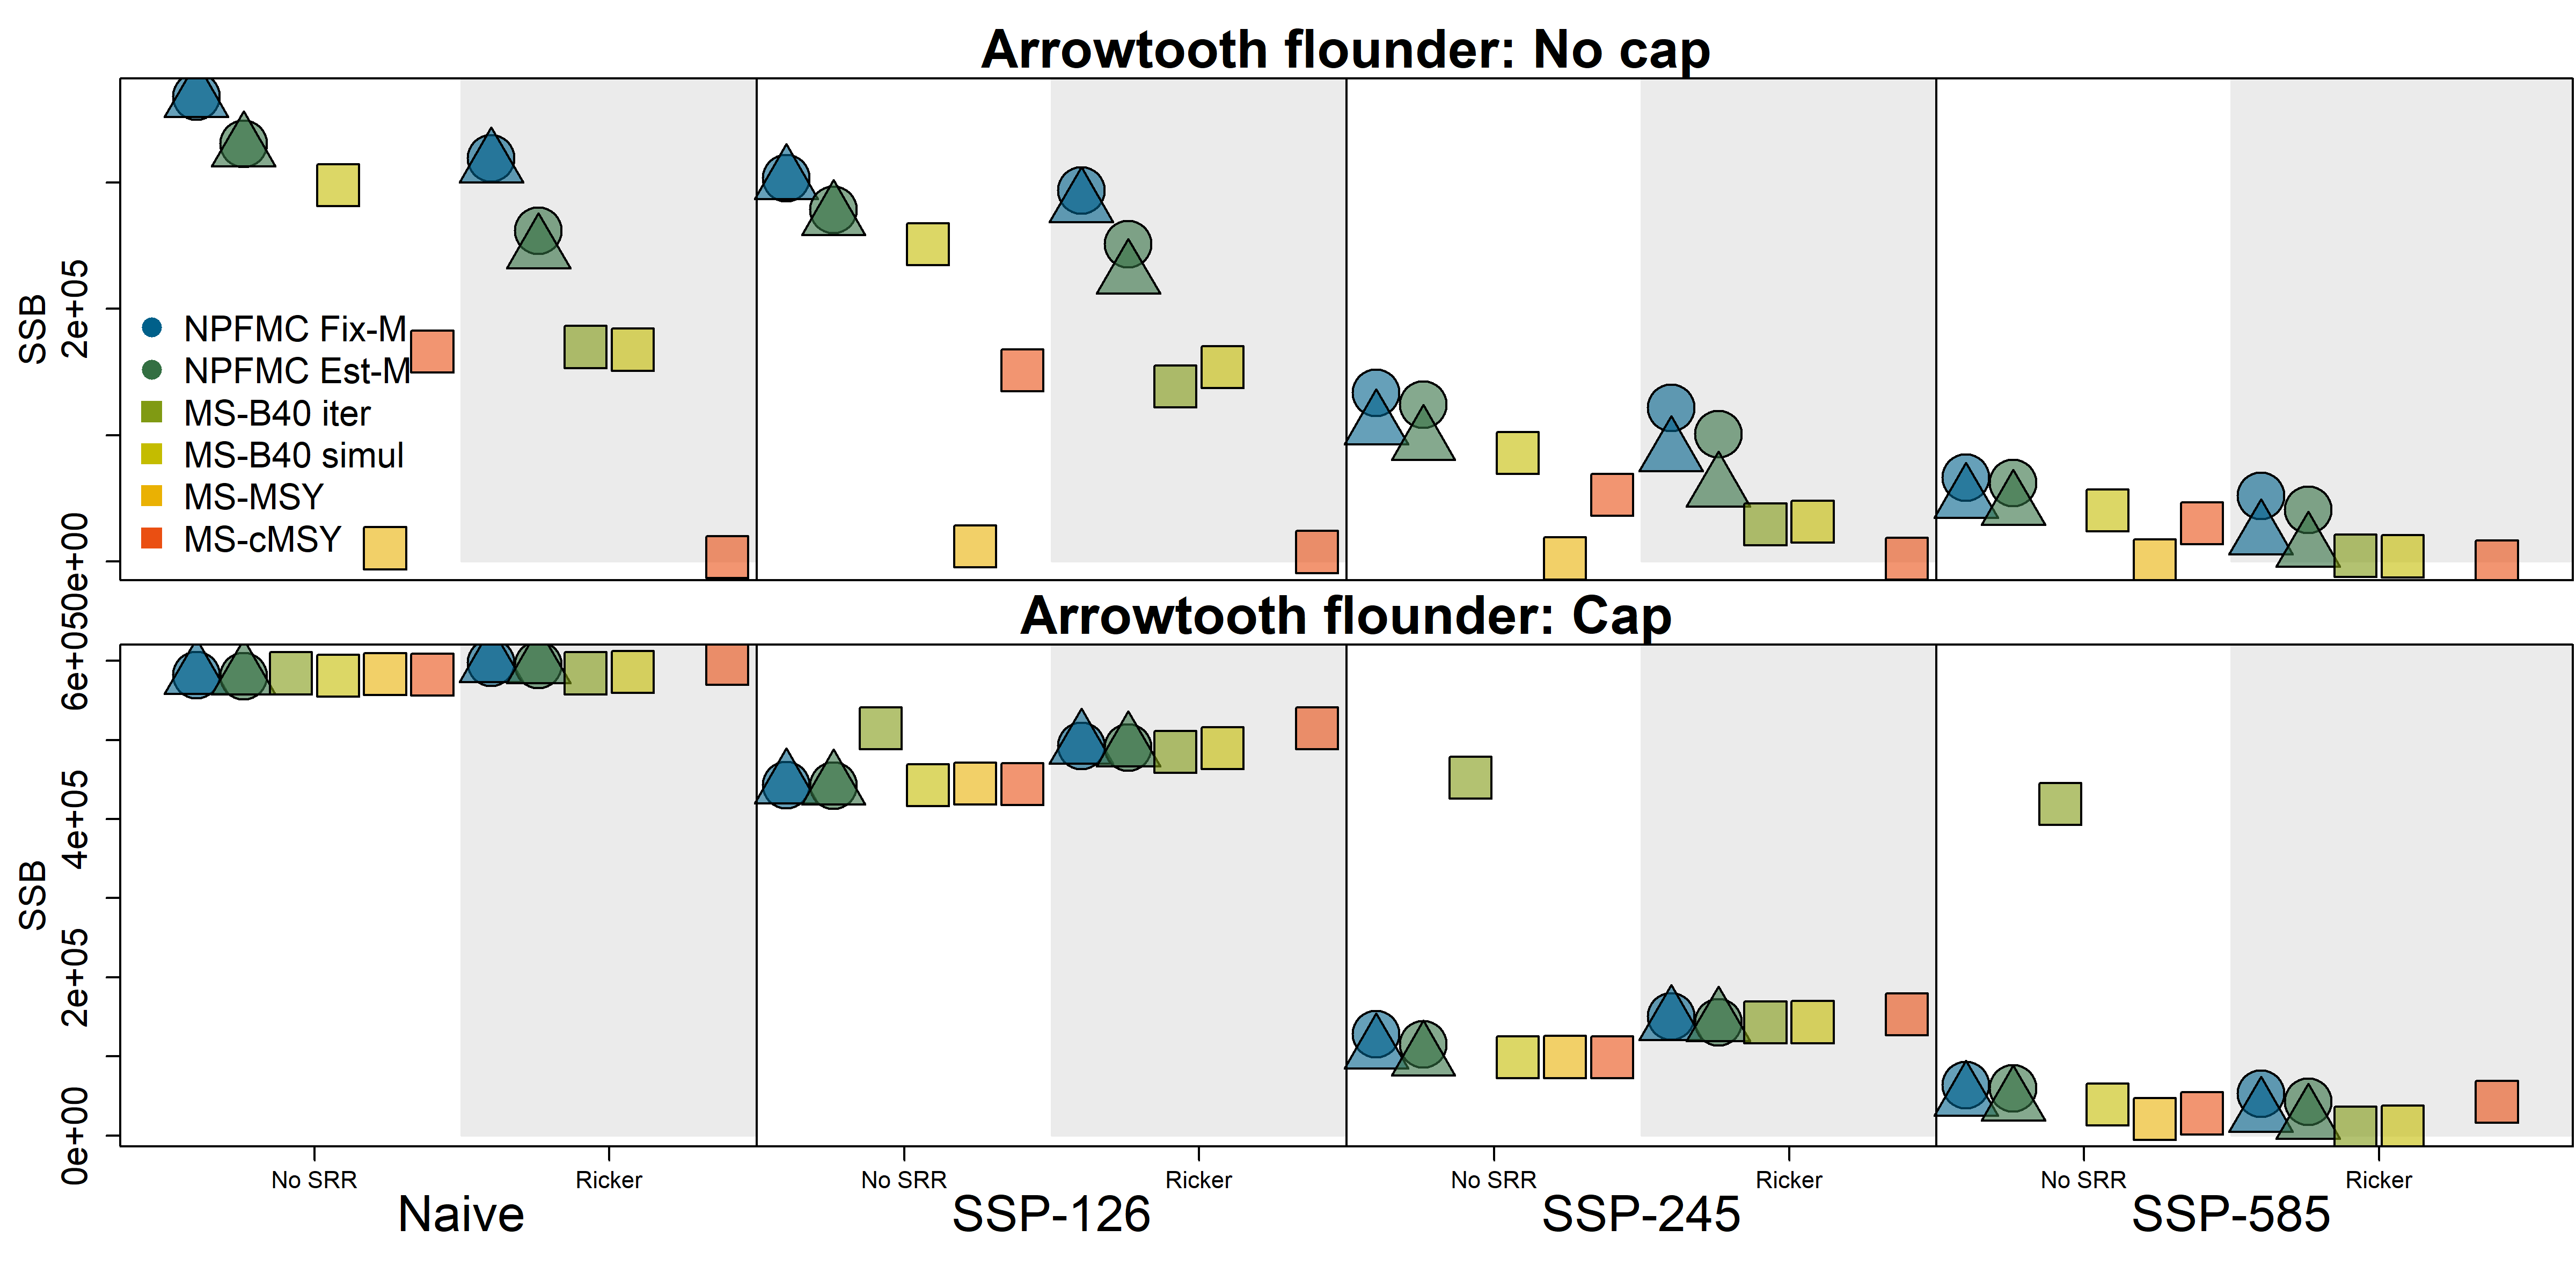 Arrowtooth flounder: No cap
SSB
2e+05
0e+00
NPFMC Fix-M
NPFMC Est-M
MS-B40 iter
MS-B40 simul
MS-MSY
MS-cMSY
Arrowtooth flounder: Cap
SSB
6e+05
4e+05
2e+05
0e+00
No SRR
Ricker
No SRR
Ricker
No SRR
Ricker
No SRR
Ricker
Naive
SSP-126
SSP-245
SSP-585